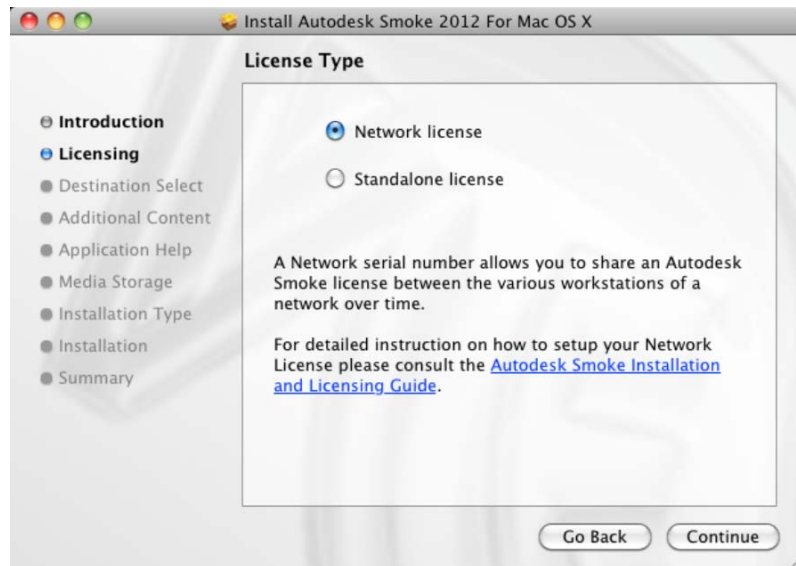 Install Autodesk Smoke 2012 For Mac OS X
License Type
Introduction
Licensing
Destination Select
Additional Content
Application Help
Media Storage
Installation Type
Installation
Summary
Network license
Standalone license
A Network serial number allows you to share an Autodesk
Smoke license between the various workstations of a
network over time.
For detailed instruction on how to setup your Network
License please consult the Autodesk Smoke Installation
and Licensing Guide.
Go Back
Continue